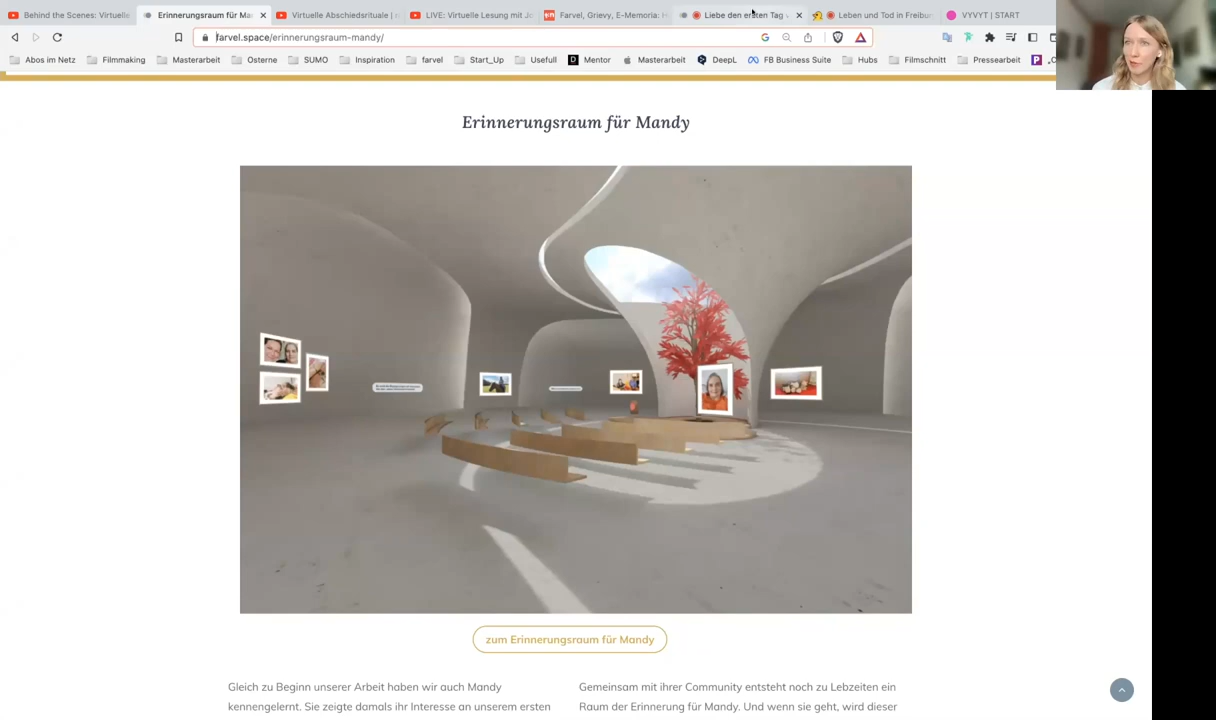 Behind the Scenes: Virtuelle
Erinnerungsraum für Ma
Virtuelle Abschiedsrituale |
LIVE: Virtuelle Lesung mit Jo
Farvel, Grievy, E-Memoria: H
Liebe den ersten Tag
Leben und Tod in Freibur
VYVYT | START
farvel.space/erinnerungsraum-mandy/
Abos im Netz
Filmmaking
Masterarbeit
Osterne
SUMO
Inspiration
farvel
Start_Up
Usefull
Mentor
Masterarbeit
DeepL
FB Business Suite
Hubs
Filmschnitt
Pressearbeit
Erinnerungsraum für Mandy
zum Erinnerungsraum für Mandy
Gleich zu Beginn unserer Arbeit haben wir auch Mandy
kennengelernt. Sie zeigte damals ihr Interesse an unserem ersten
Gemeinsam mit ihrer Community entsteht noch zu Lebzeiten ein
Raum der Erinnerung für Mandy. Und wenn sie geht, wird dieser